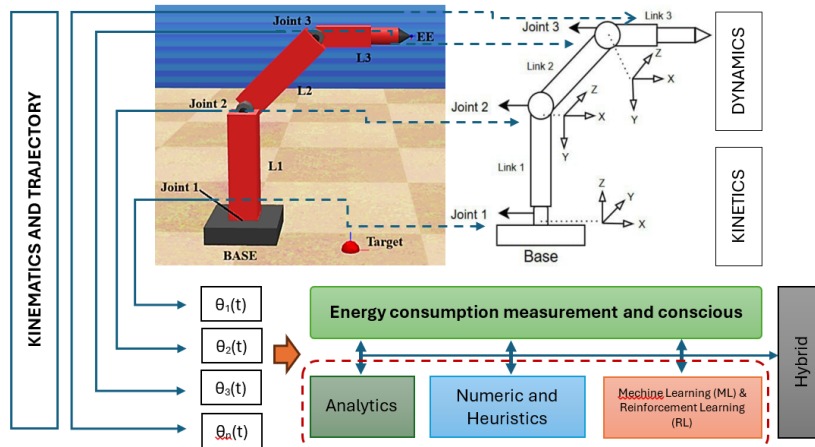 KINEMATICS AND TRAJECTORY
Joint 3
EE
L3
L2
Joint 2
L1
Joint 1
BASE
Target
Link 3
Joint 3
Link 2
Z
X
Y
Joint 2
Z
X
Y
Link 1
Joint 1
Z
Y
X
Base
DYNAMICS
KINETICS
θ1(t)
θ2(t)
θ3(t)
θn(t)
Energy consumption measurement and conscious
Analytics
Numeric and
Heuristics
Mechine Learning (ML) &
Reinforcement Learning
(RL)
Hybrid